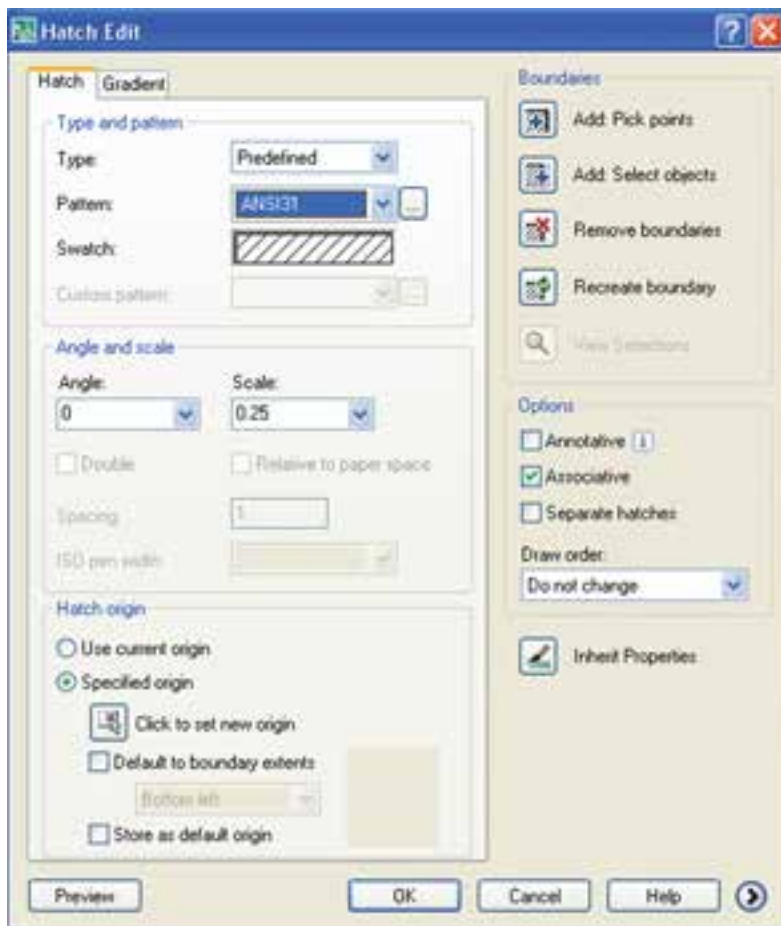 Hatch Edit
Hatch
Gradient
Type and pattern
Type:
Predefined
Pattern:
ANSI31
...
Swatch:
Custom pattern:
...
Angle and scale
Angle:
Scale:
0
0.25
Double
Relative to paper space
Spacing:
1
ISO pen width:
Hatch origin
Use current origin
Specified origin
Click to set new origin
Default to boundary extents
Bottom left
Store as default origin
Boundaries
Add: Pick points
Add: Select objects
Remove boundaries
Recreate boundary
View Selections
Options
Annotative
Associative
Separate hatches
Draw order:
Do not change
Inherit Properties
Preview
OK
Cancel
Help